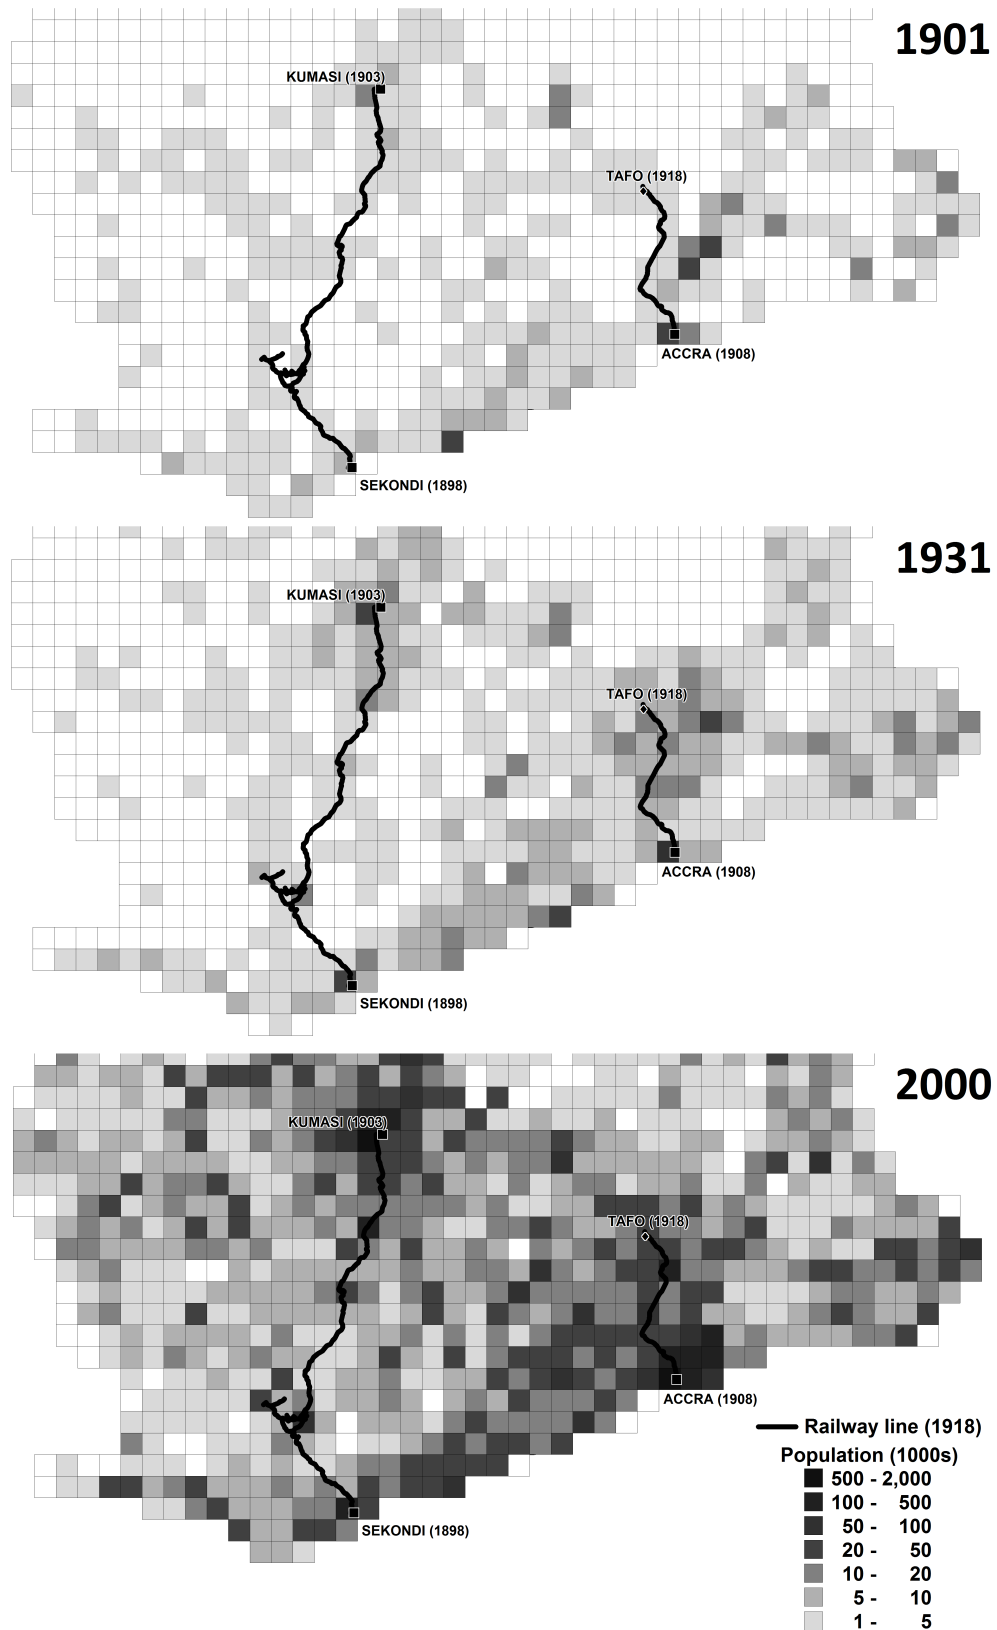 1901
KUMASI (1903)
TAFO (1918)
ACCRA (1908)
SEKONDI (1898)
1931
KUMASI (1903)
TAFO (1918)
ACCRA (1908)
SEKONDI (1898)
2000
KUMASI (1903)
TAFO (1918)
ACCRA (1908)
SEKONDI (1898)
Railway line (1918)
Population (1000s)
500 - 2,000
100 - 500
50 - 100
20 - 50
10 - 20
5 - 10
1 - 5